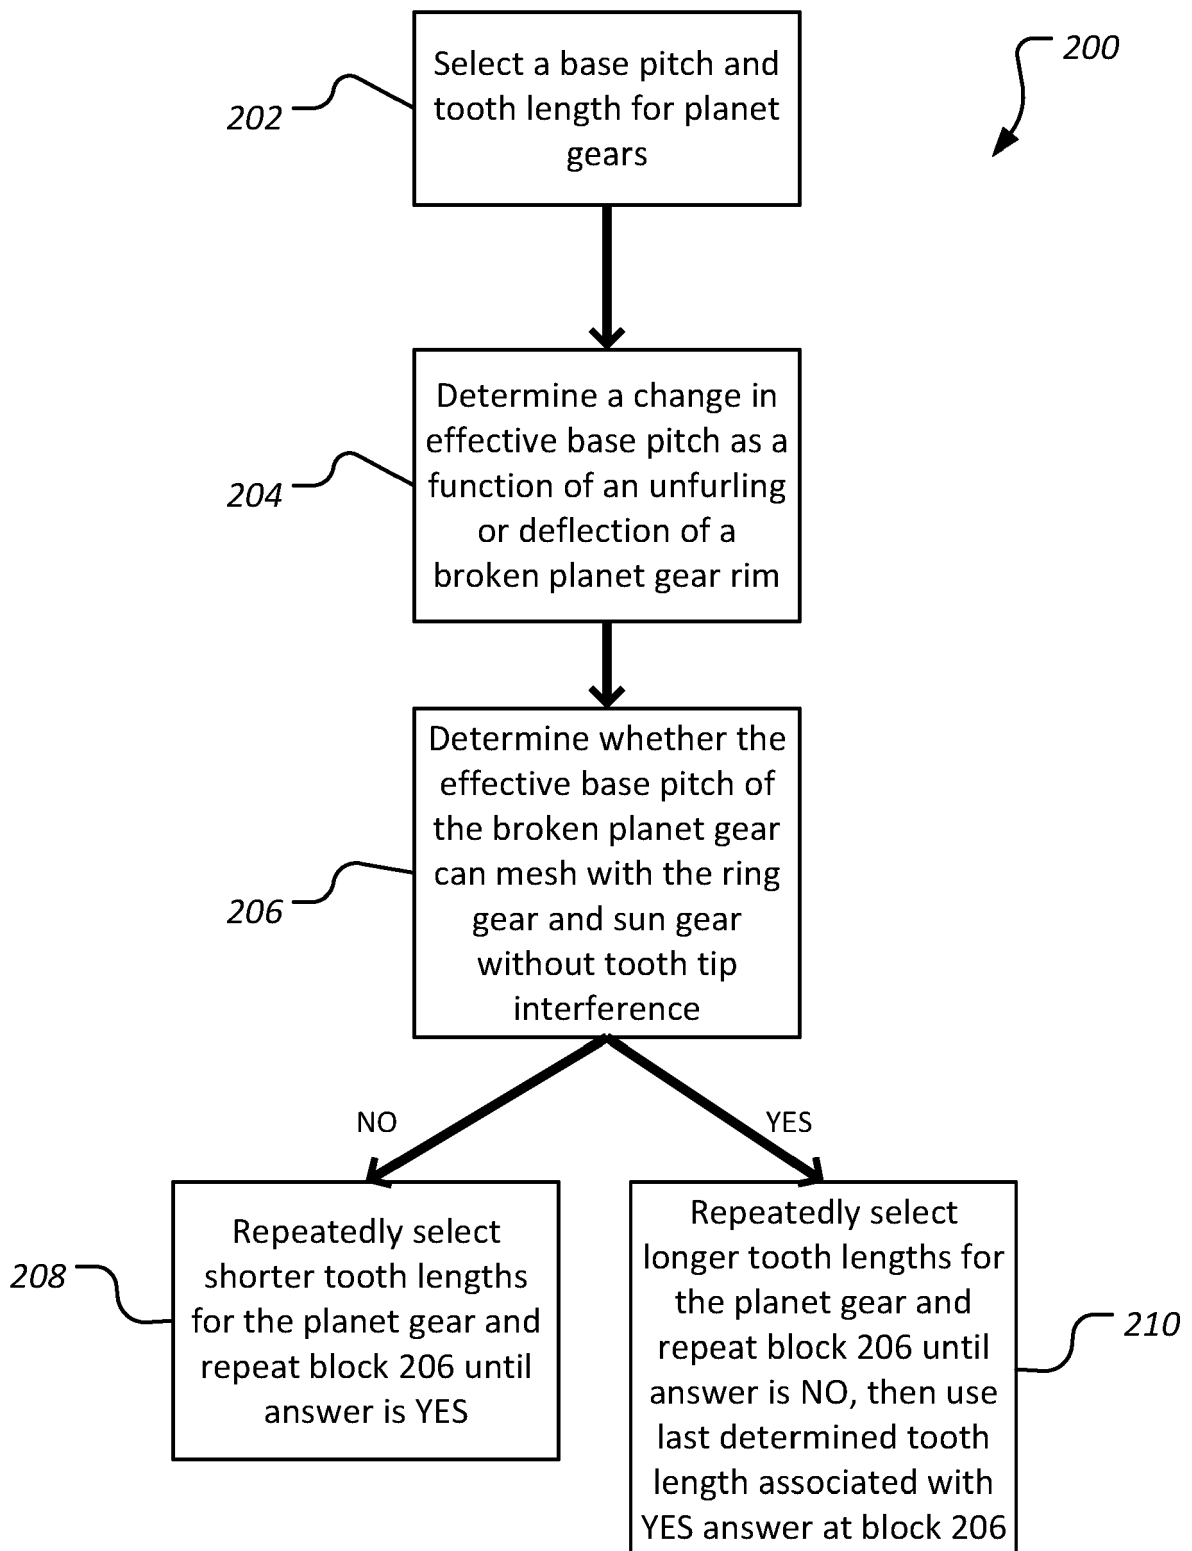 200
Select a base pitch and
tooth length for planet
gears
202
Determine a change in
effective base pitch as a
function of an unfurling
or deflection of a
broken planet gear rim
204
Determine whether the
effective base pitch of
the broken planet gear
can mesh with the ring
gear and sun gear
without tooth tip
interference
206
NO
YES
Repeatedly select
shorter tooth lengths
for the planet gear and
repeat block 206 until
answer is YES
208
Repeatedly select
longer tooth lengths for
the planet gear and
repeat block 206 until
answer is NO, then use
last determined tooth
length associated with
YES answer at block 206
210